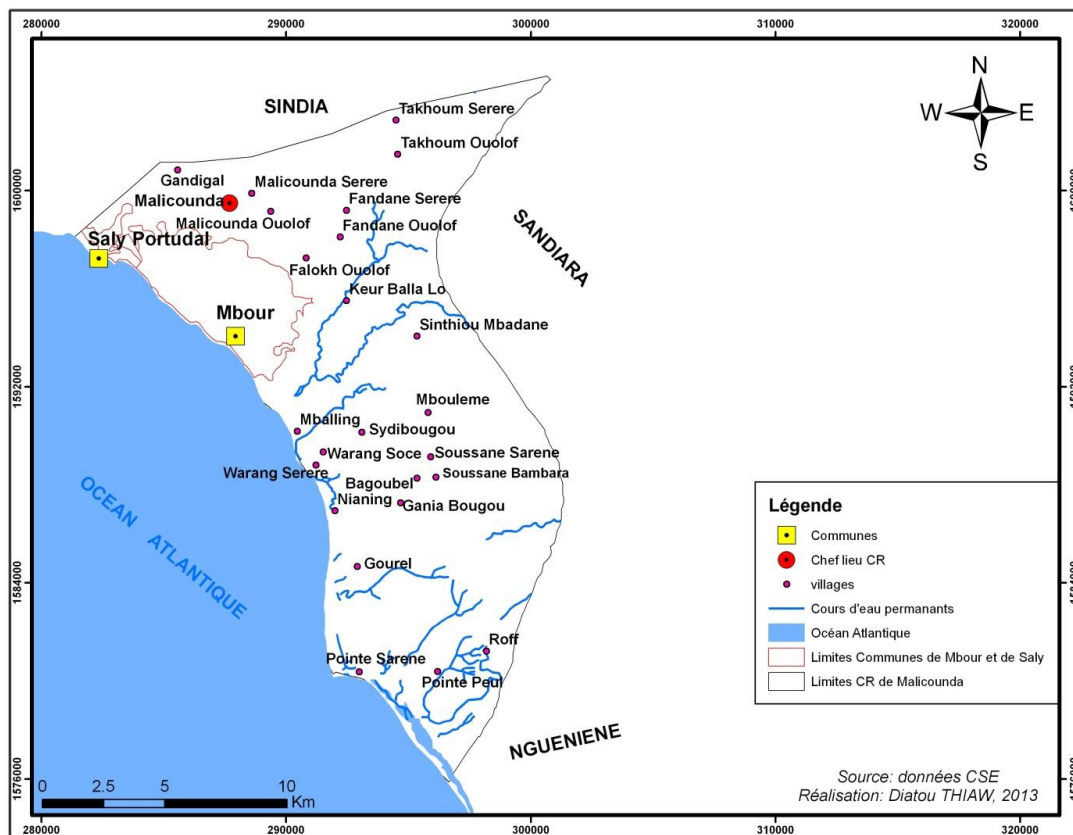 280000 290000 300000 310000 320000
N
W E
S
SINDIA
Takhoum Serere
Takhoum Ouolof
Gandigal
Malicounda Serere
1600000
1600000
Malicounda
Fandane Serere
Malicounda Ouolof
Fandane Ouolof
SANDIARA
Saly Portudal
Falokh Ouolof
Keur Balla Lo
Mbour
Sinthiou Mbadane
1592000
1592000
Mbouleme
Mballing
Sydibougou
Warang Soce
Soussane Sarene
Warang Serere
Soussane Bambara
Bagoubel
Nianing
Gania Bougou
OCEAN ATLANTIQUE
Gourel
1584000
1584000
Roff
Pointe Sarene
Pointe Peul
NGUENIENE
1576000
1576000
Légende
Communes
Chef lieu CR
villages
Cours d'eau permanants
Océan Atlantique
Limites Communes de Mbour et de Saly
Limites CR de Malicounda
0 2.5 5 10
Km
Source: données CSE
Réalisation: Diatou THIAW, 2013
280000 290000 300000 310000 320000